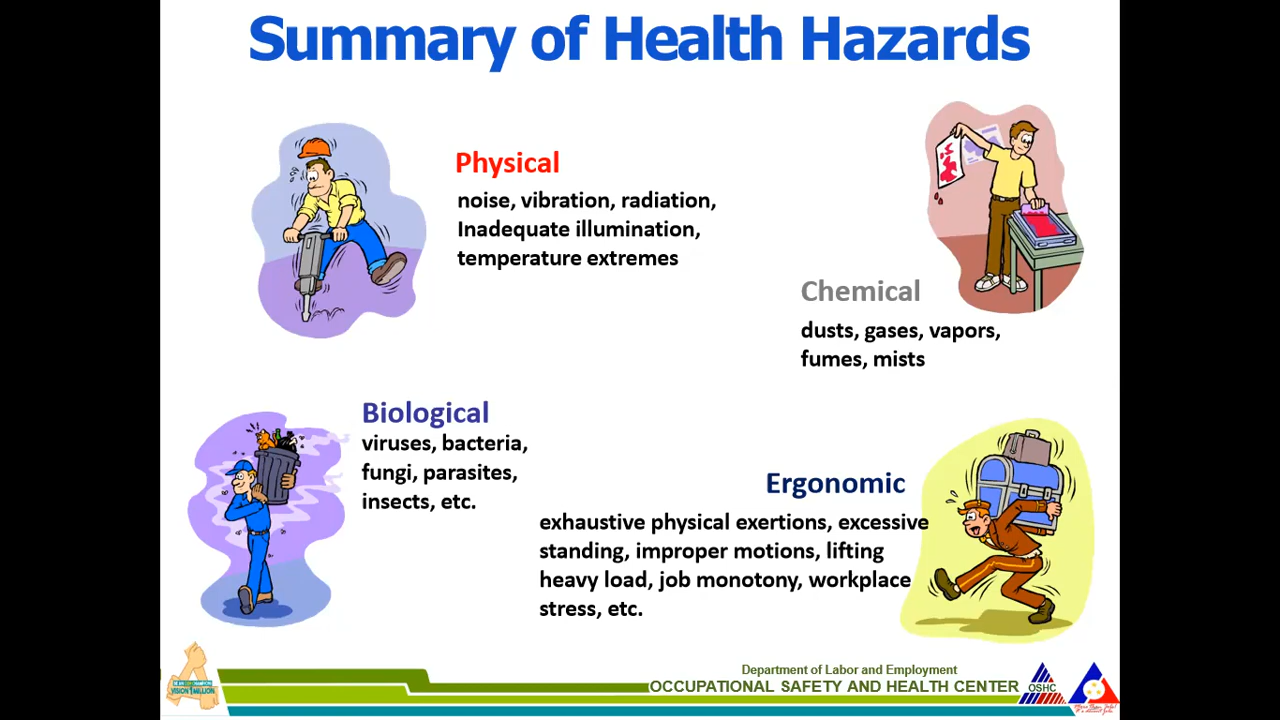 Summary of Health Hazards
Physical
noise, vibration, radiation,
Inadequate illumination,
temperature extremes
Chemical
dusts, gases, vapors,
fumes, mists
Biological
viruses, bacteria,
fungi, parasites,
insects, etc.
Ergonomic
exhaustive physical exertions, excessive
standing, improper motions, lifting
heavy load, job monotony, workplace
stress, etc.
VISION 1 MILLION
Department of Labor and Employment
OCCUPATIONAL SAFETY AND HEALTH CENTER
OSHC